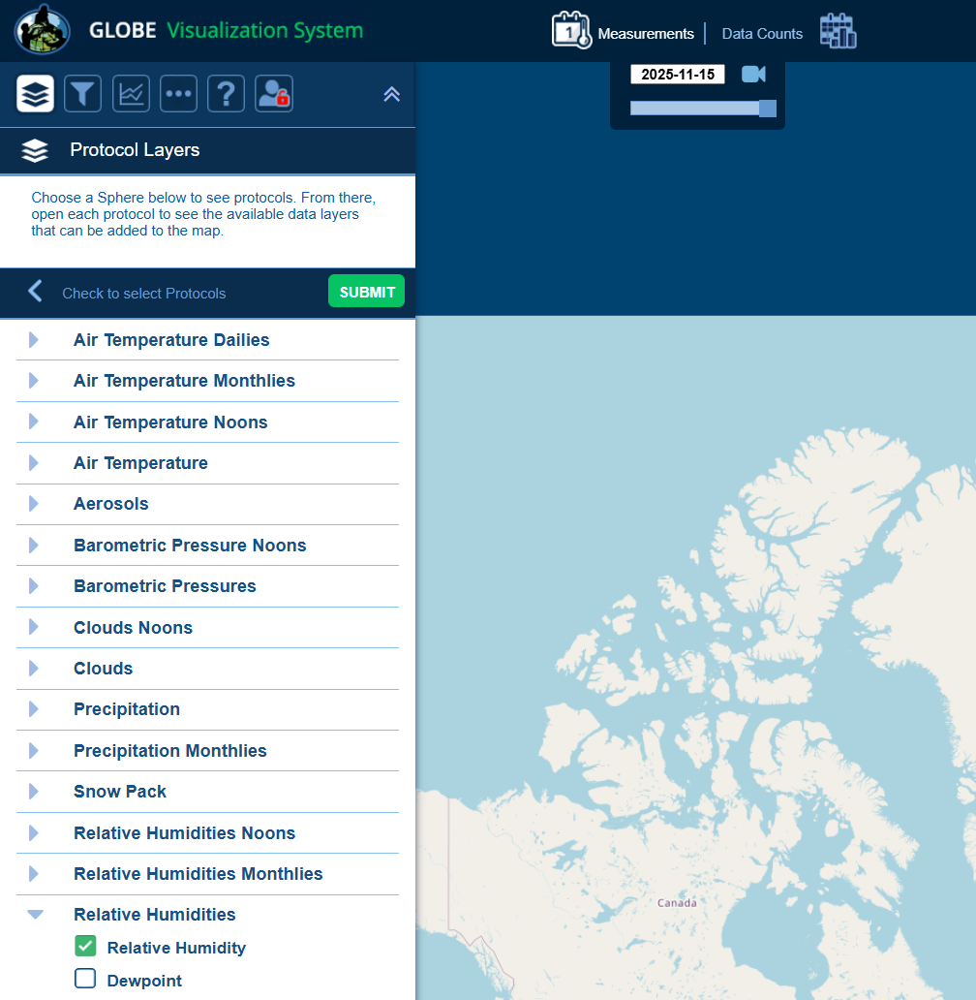 GLOBE Visualization System
1
Measurements
Data Counts
2025-11-15
?
Protocol Layers
Choose a Sphere below to see protocols. From there,
open each protocol to see the available data layers
that can be added to the map.
Check to select Protocols
SUBMIT
Air Temperature Dailies
Air Temperature Monthlies
Air Temperature Noons
Air Temperature
Aerosols
Barometric Pressure Noons
Barometric Pressures
Clouds Noons
Clouds
Precipitation
Precipitation Monthlies
Snow Pack
Relative Humidities Noons
Relative Humidities Monthlies
Relative Humidities
Relative Humidity
Dewpoint
Canada